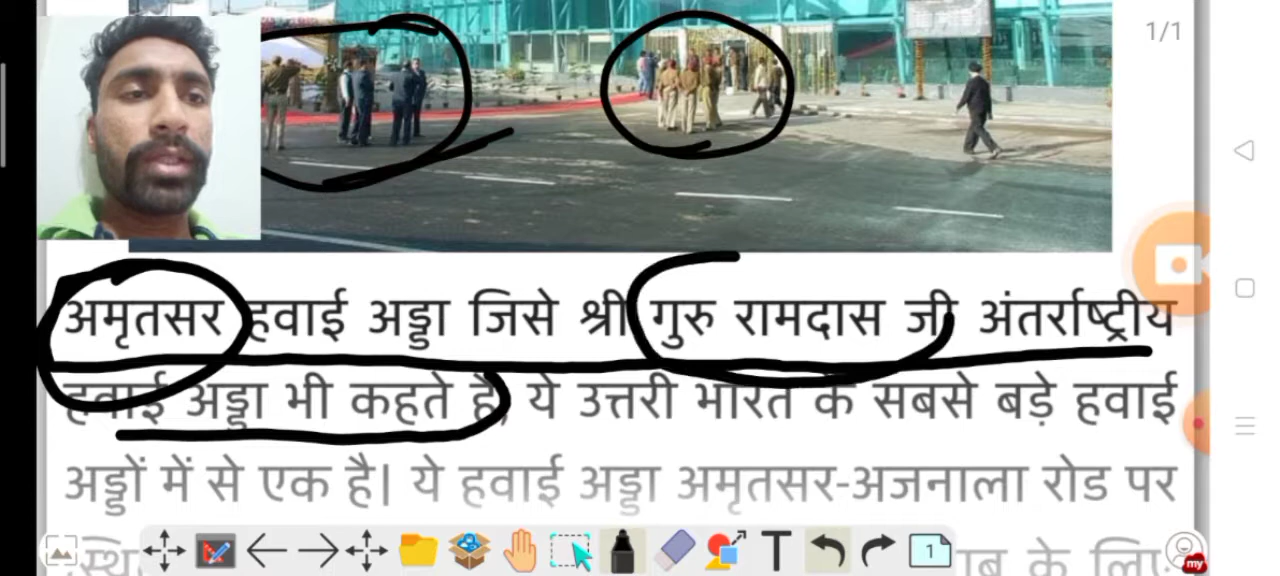 1/1
अमृतसर हवाई अड्डा जिसे श्री गुरु रामदास जी अंतर्राष्ट्रीय
हवाई अड्डा भी कहते है, ये उत्तरी भारत के सबसे बड़े हवाई
अड्डों में से एक है। ये हवाई अड्डा अमृतसर-अजनाला रोड पर
के लिए
T
1
my